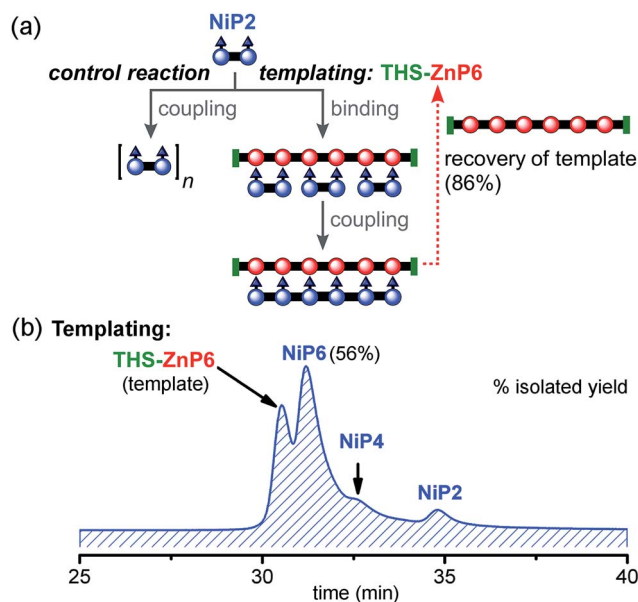 (a)
NiP2
control reaction
templating: THS-ZnP6
coupling
binding
[ ]n
recovery of template
(86%)
coupling
(b) Templating:
THS-ZnP6
(template)
NiP6 (56%)
% isolated yield
NiP4
NiP2
25 30 35 40
time (min)